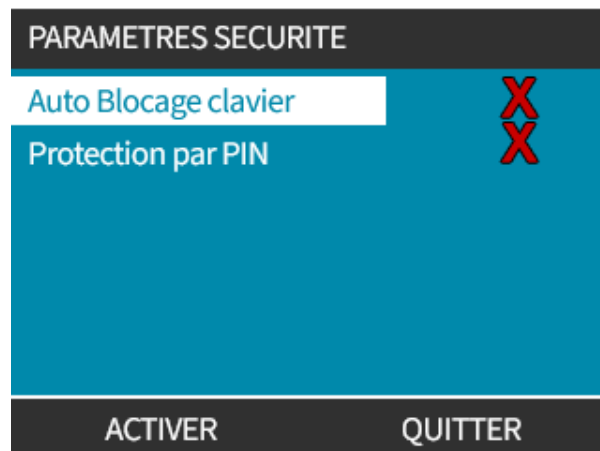 PARAMETRES SECURITE
Auto Blocage clavier
Protection par PIN
ACTIVER QUITTER